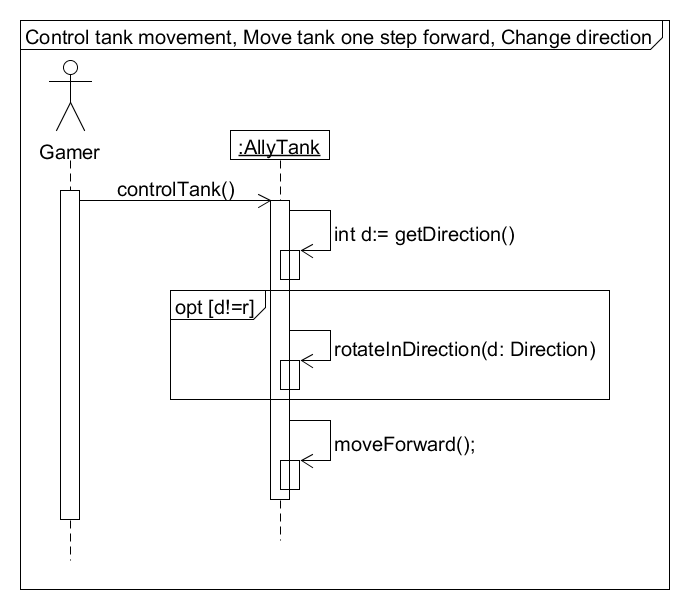 Control tank movement, Move tank one step forward, Change direction
Gamer
:AllyTank
controlTank()
int d:= getDirection()
opt [d!=r]
rotateInDirection(d: Direction)
moveForward();